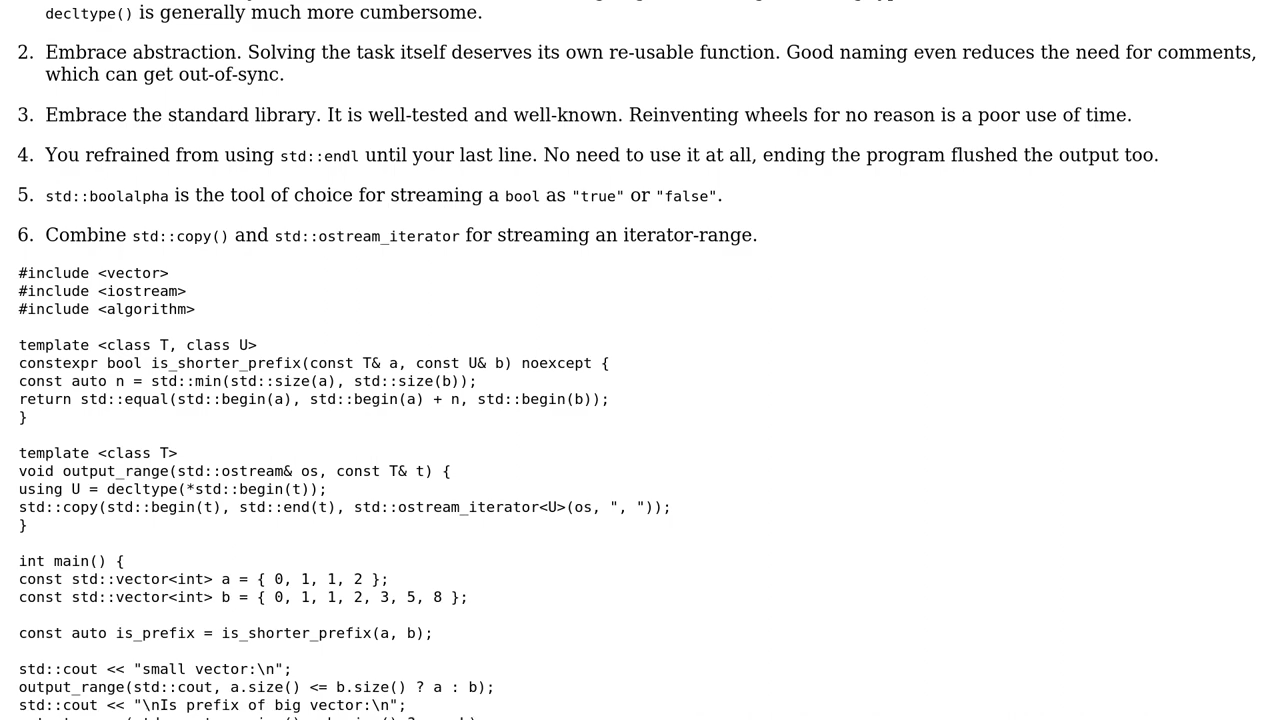 decltype() is generally much more cumbersome.
2. Embrace abstraction. Solving the task itself deserves its own re-usable function. Good naming even reduces the need for comments,
which can get out-of-sync.
3. Embrace the standard library. It is well-tested and well-known. Reinventing wheels for no reason is a poor use of time.
4. You refrained from using std::endl until your last line. No need to use it at all, ending the program flushed the output too.
5. std::boolalpha is the tool of choice for streaming a bool as "true" or "false".
6. Combine std::copy() and std::ostream_iterator for streaming an iterator-range.
#include <vector>
#include <iostream>
#include <algorithm>
template <class T, class U>
constexpr bool is_shorter_prefix(const T& a, const U& b) noexcept {
const auto n = std::min(std::size(a), std::size(b));
return std::equal(std::begin(a), std::begin(a) + n, std::begin(b));
}
template <class T>
void output_range(std::ostream& os, const T& t) {
using U = decltype(*std::begin(t));
std::copy(std::begin(t), std::end(t), std::ostream_iterator<U>(os, ", "));
}
int main() {
const std::vector<int> a = { 0, 1, 1, 2 };
const std::vector<int> b = { 0, 1, 1, 2, 3, 5, 8 };
const auto is_prefix = is_shorter_prefix(a, b);
std::cout << "small vector:\n";
output_range(std::cout, a.size() <= b.size() ? a : b);
std::cout << "\nIs prefix of big vector:\n";